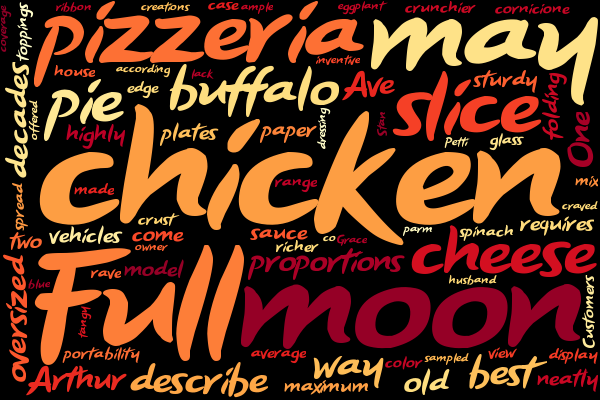 ribbon creations case ample eggplant crunchier cornicione
coverage
toppings
pizzeria may
inventive
house according lack
edge
pie buffalo Ave slice sturdy
decades
offered
highly plates paper dressing Stan Petti glass folding One
chicken
made range mix
craved
spread crust
two vehicles come sauce co Grace parm spinach requires
owner richer
Full moon
rave model proportions cheese
husband
blue
oversized
tangy
Customers
portability average way color sampled view display
Arthur describe maximum old best neatly